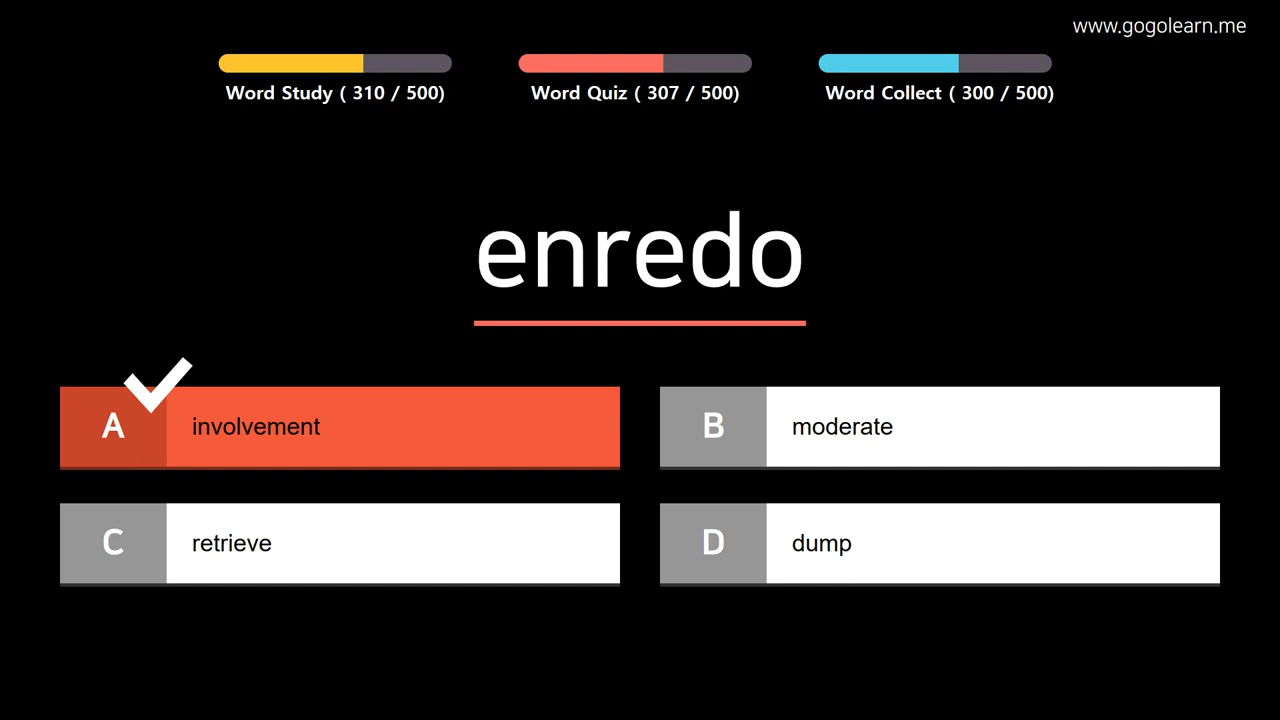 www.gogolearn.me
Word Study ( 310 / 500)
Word Quiz ( 307 / 500)
Word Collect ( 300 / 500)
enredo
A
involvement
B
moderate
C
retrieve
D
dump